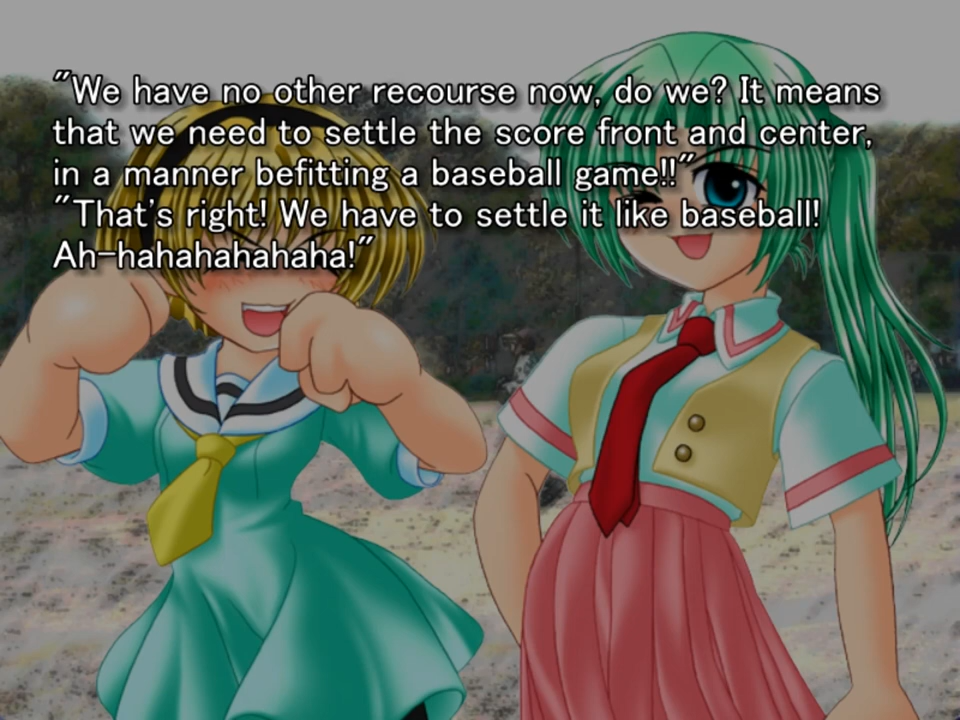 "We have no other recourse now, do we? It means
that we need to settle the score front and center,
in a manner befitting a baseball game!!"
"That's right! We have to settle it like baseball!
Ah-hahahahahaha!"